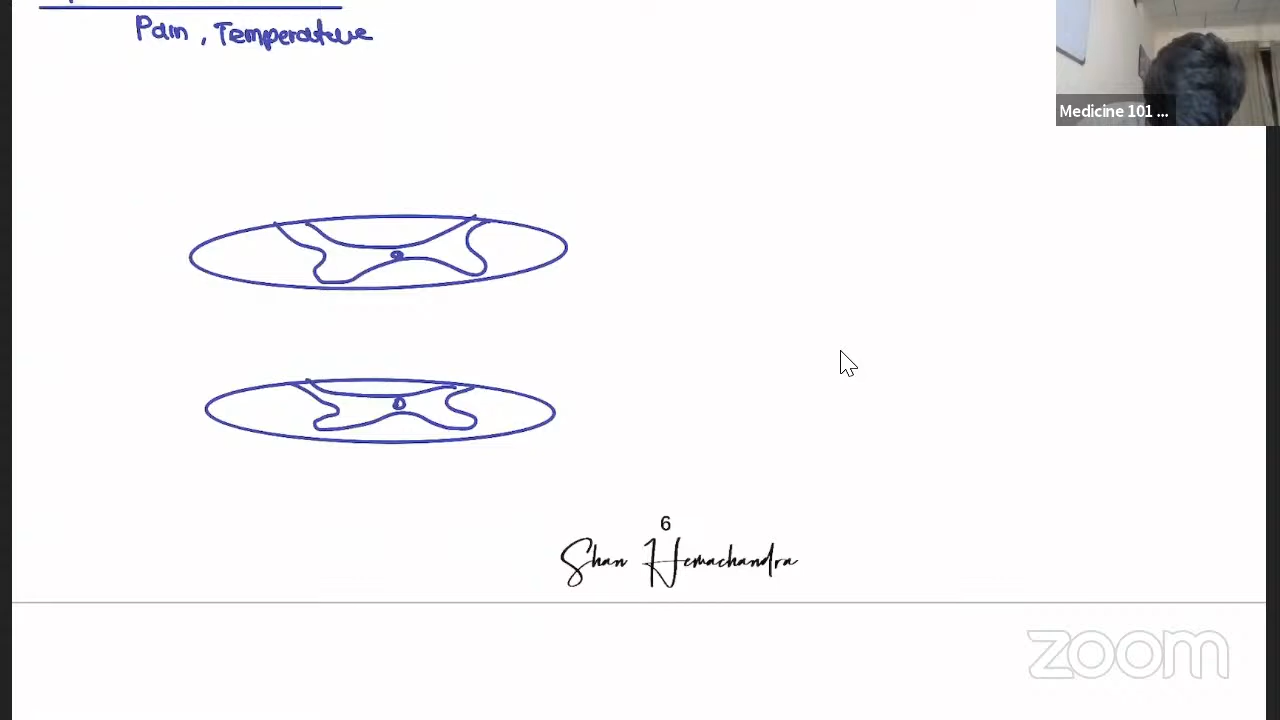 Pain, Temperature
Medicine 101 ...
6
Shan Hemachandra
zoom